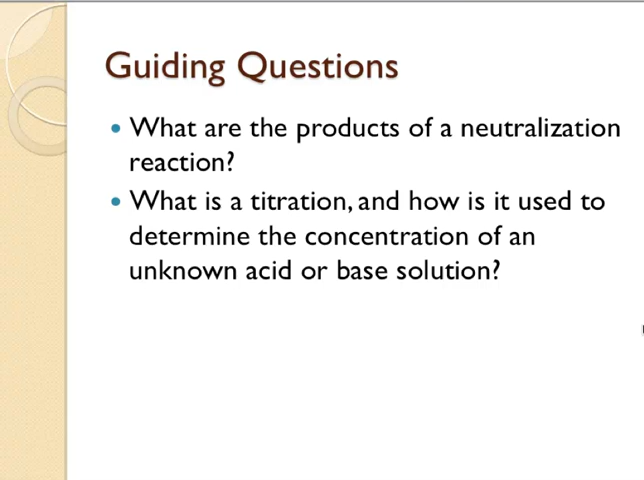 Guiding Questions
• What are the products of a neutralization
reaction?
• What is a titration, and how is it used to
determine the concentration of an
unknown acid or base solution?